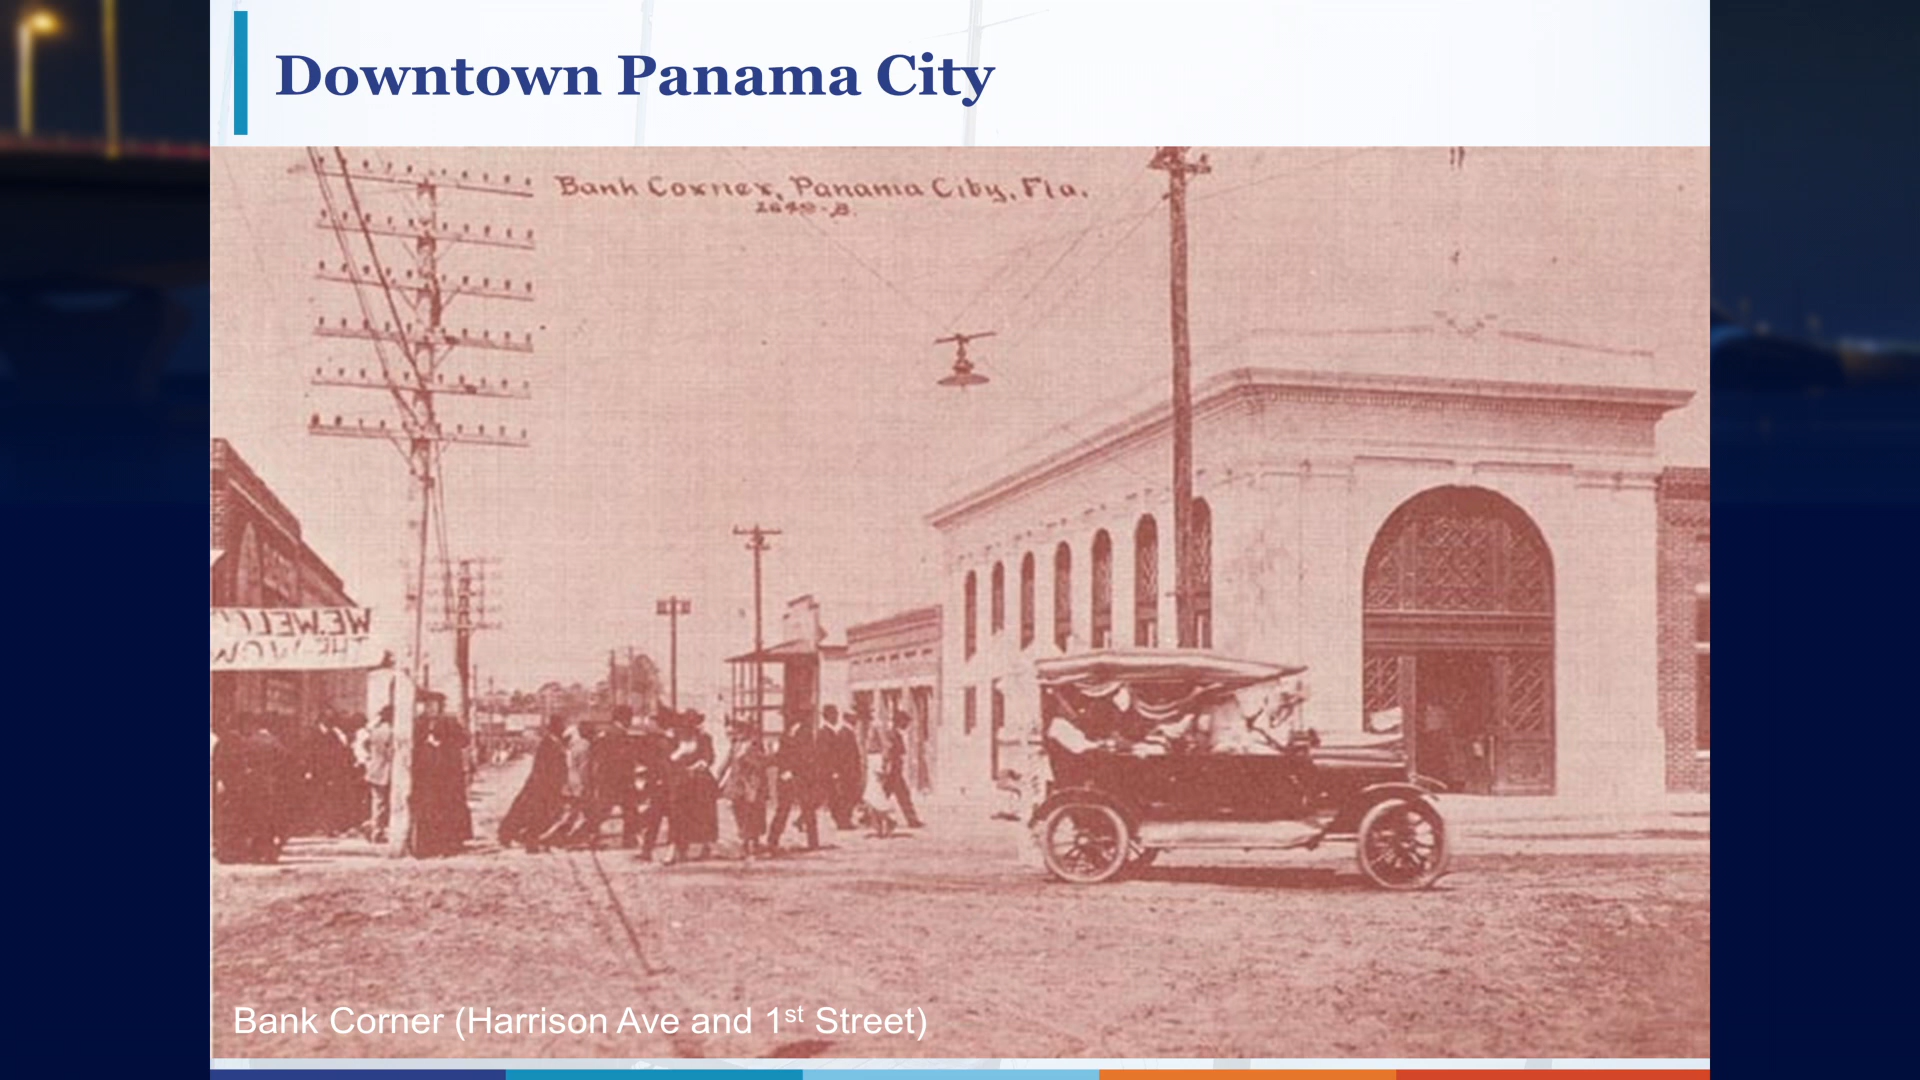 Downtown Panama City
Bank Corner, Panama City, Fla.
Bank Corner (Harrison Ave and 1st Street)